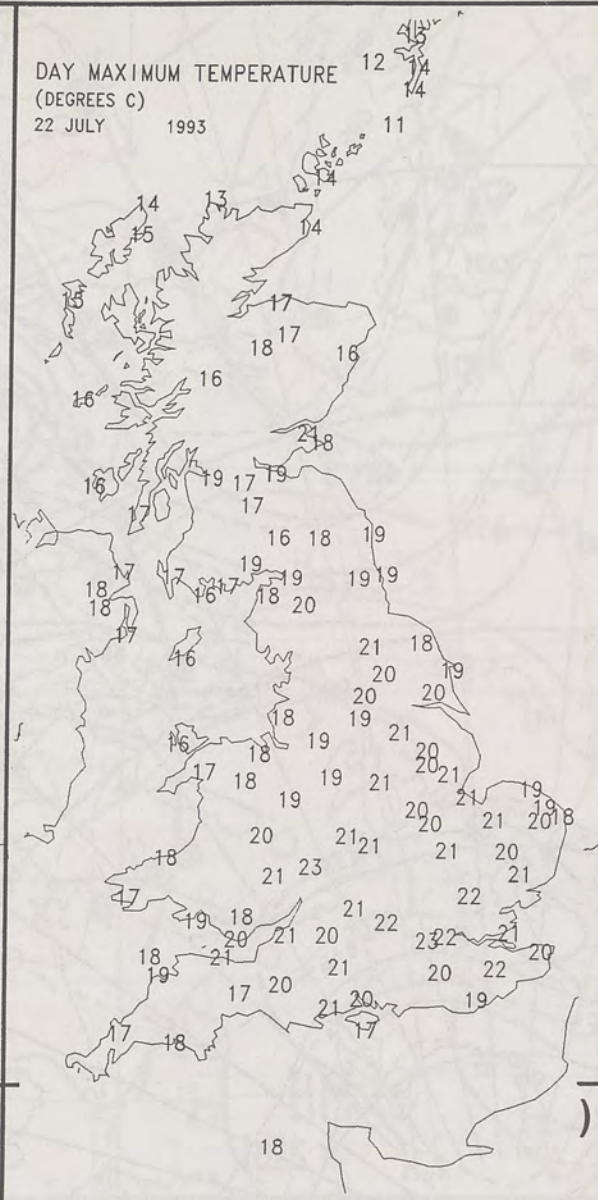 DAY MAXIMUM TEMPERATURE
(DEGREES C)
22 JULY 1993
13
12 14
14
11
14
14 13
15 14
15 17
17
18 16
16
16
21 18
19 17 19
16 17
17
16 18 19
17 19 19 19
18 17 16 17 18 20
18
17
16 21 18
20 19
20 20
18 19
16 18 19 21
20
17 18 19 21 20 21
19 21 19
20 19 18
20 21 20
20 21 21 21 20
18 21 23 21
17 22
19 18 21 22
20 21 20 23 22 21
18 21 20
19 21 20 22
17 20 20 19
21
17 18 17
18
)